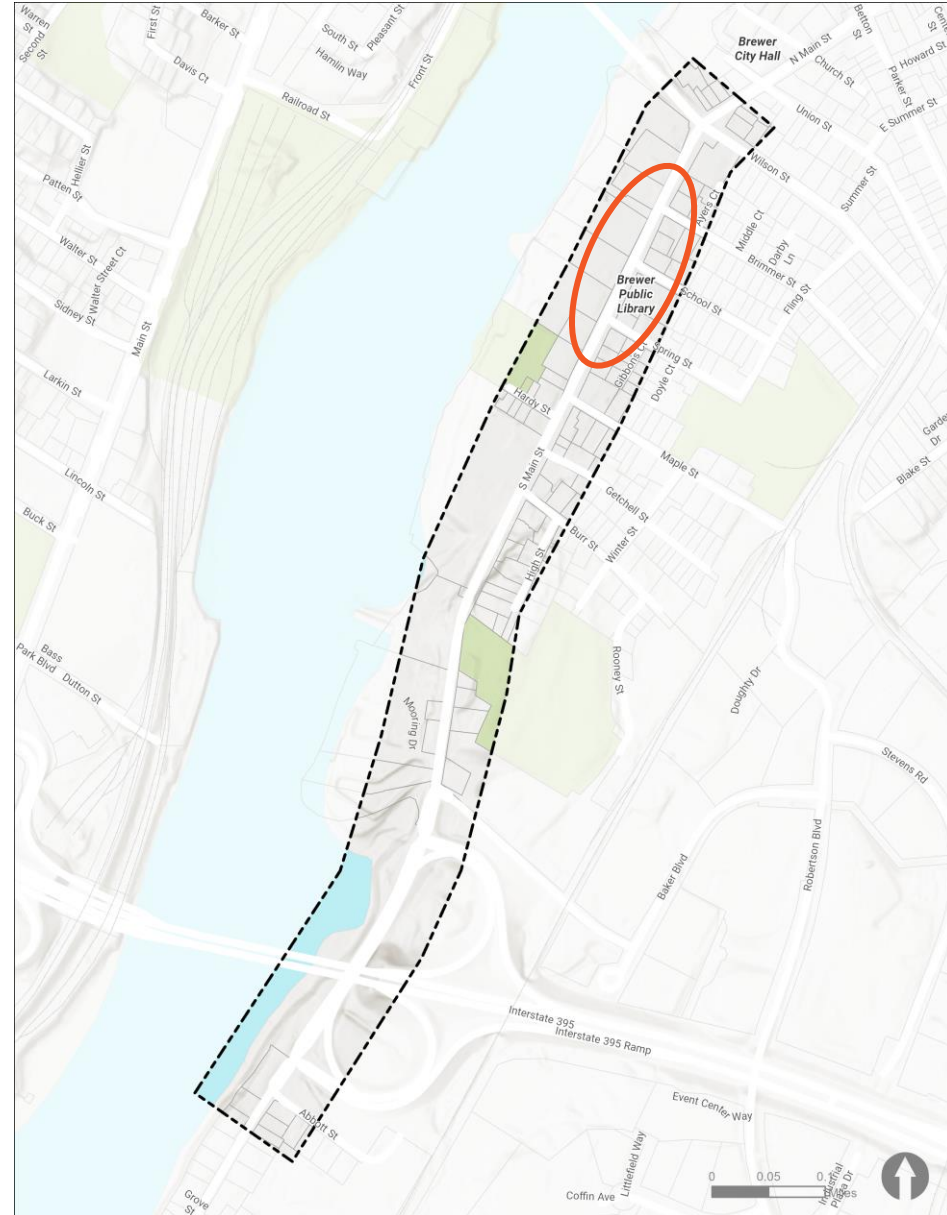 Warren
St
Second
St
First St
Barker St
South St
Pleasant St
Hamlin Way
Front St
Davis Ct
Railroad St
Brewer
City Hall
N Main St
Church St
Betton
St
Howard St
Parker St
E Summer St
Union St
Wilson St
Summer St
Hellier St
Patten St
Walter St
Walter Street Ct
Sidney St
Main St
Larkin St
Lincoln St
Buck St
Ayers Ct
Middle Ct
Darby
Ln
Brimmer St
Fling St
School St
Brewer
Public
Library
Spring St
Gibbons Ct
Doyle Ct
Hardy St
S Main St
Maple St
Getchell St
Burr St
Winter St
High St
Blake St
Dr
Bass
Park Blvd
Dutton St
Mooring Dr
Rooney St
Doughty Dr
Stevens Rd
Baker Blvd
Robertson Blvd
Interstate 395
Interstate 395 Ramp
Event Center Way
Abbott St
Littlefield Way
Coffin Ave
Grove
St
0 0.05
Miles